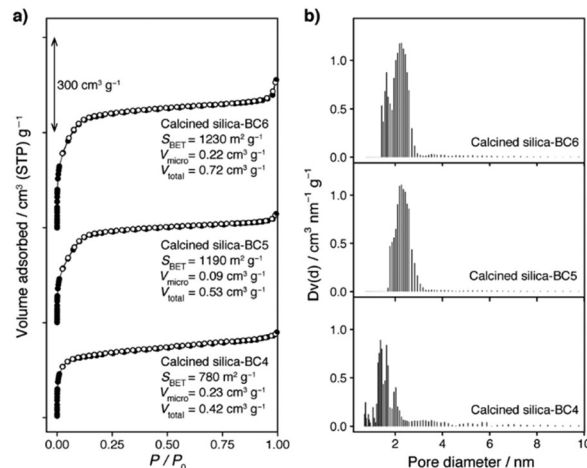 a)
300 cm³ g⁻¹
Calcined silica-BC6
S_BET = 1230 m² g⁻¹
V_micro = 0.22 cm³ g⁻¹
V_total = 0.72 cm³ g⁻¹
Calcined silica-BC5
S_BET = 1190 m² g⁻¹
V_micro = 0.09 cm³ g⁻¹
V_total = 0.53 cm³ g⁻¹
Calcined silica-BC4
S_BET = 780 m² g⁻¹
V_micro = 0.23 cm³ g⁻¹
V_total = 0.42 cm³ g⁻¹
Volume adsorbed / cm³ (STP) g⁻¹
0.00 0.25 0.50 0.75 1.00
P / P₀
b)
1.0
0.5
0.0
Calcined silica-BC6
1.0
0.5
0.0
Calcined silica-BC5
1.0
0.5
0.0
Calcined silica-BC4
Dv(d) / cm³ nm⁻¹ g⁻¹
2 4 6 8 10
Pore diameter / nm